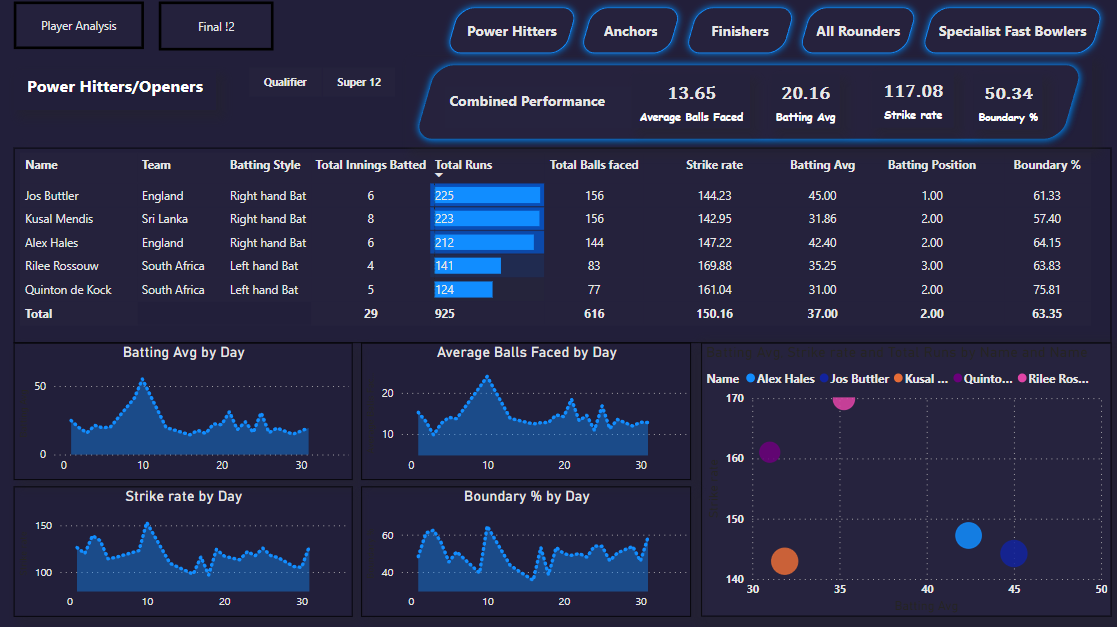 Player Analysis
Final !2
Power Hitters
Anchors
Finishers
All Rounders
Specialist Fast Bowlers
Power Hitters/Openers
Qualifier
Super 12
Combined Performance
13.65
Average Balls Faced
20.16
Batting Avg
117.08
Strike rate
50.34
Boundary %
Name Team Batting Style Total Innings Batted Total Runs Total Balls faced Strike rate Batting Avg Batting Position Boundary %
Jos Buttler England Right hand Bat 6 225 156 144.23 45.00 1.00 61.33
Kusal Mendis Sri Lanka Right hand Bat 8 223 156 142.95 31.86 2.00 57.40
Alex Hales England Right hand Bat 6 212 144 147.22 42.40 2.00 64.15
Rilee Rossouw South Africa Left hand Bat 4 141 83 169.88 35.25 3.00 63.83
Quinton de Kock South Africa Left hand Bat 5 124 77 161.04 31.00 2.00 75.81
Total 29 925 616 150.16 37.00 2.00 63.35
Batting Avg by Day
50
0
0 10 20 30
Average Balls Faced by Day
20
10
0 10 20 30
Strike rate by Day
150
100
0 10 20 30
Boundary % by Day
60
40
0 10 20 30
Name Alex Hales Jos Buttler Kusal ... Quinto... Rilee Ros...
170
160
150
140
30 35 40 45 50